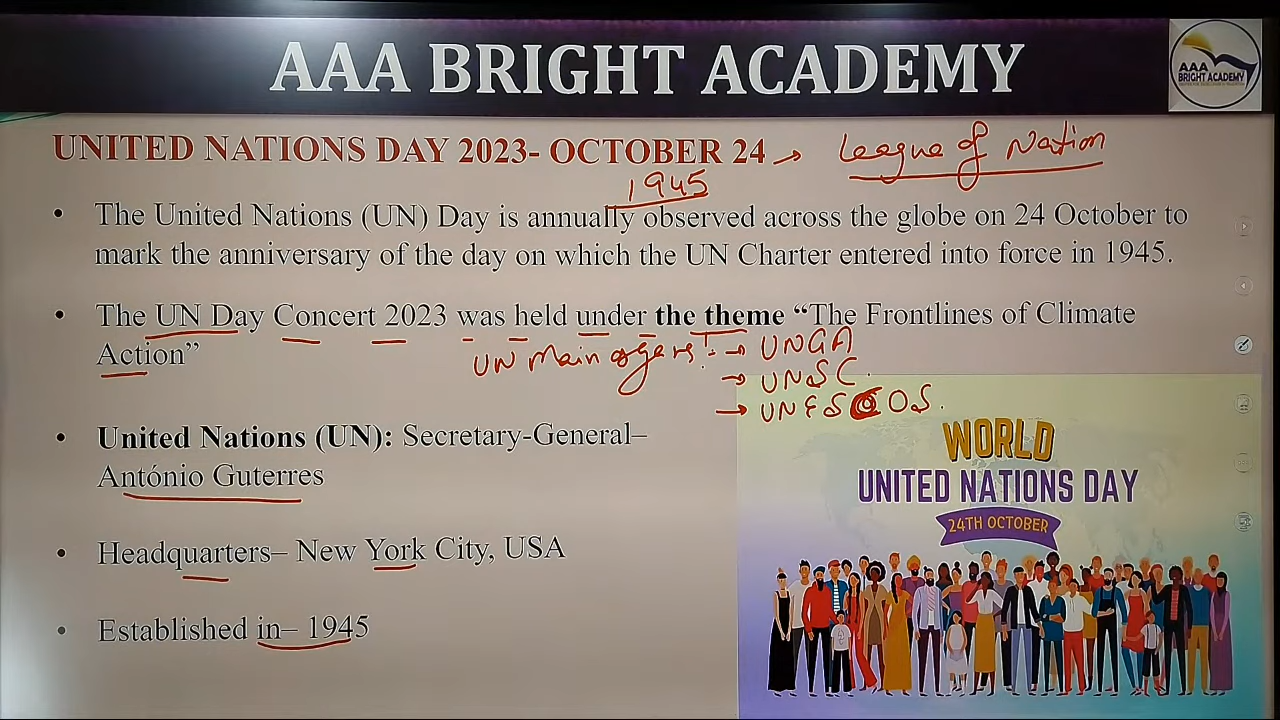 AAA BRIGHT ACADEMY
AAA
BRIGHT ACADEMY
UNITED NATIONS DAY 2023- OCTOBER 24 → League of Nation
1945
• The United Nations (UN) Day is annually observed across the globe on 24 October to
mark the anniversary of the day on which the UN Charter entered into force in 1945.
• The UN Day Concert 2023 was held under the theme “The Frontlines of Climate
Action”
UN Main organs :- → UNGA
→ UNSC.
→ UNESCOS.
• United Nations (UN): Secretary-General–
António Guterres
• Headquarters– New York City, USA
• Established in– 1945
WORLD
UNITED NATIONS DAY
24TH OCTOBER